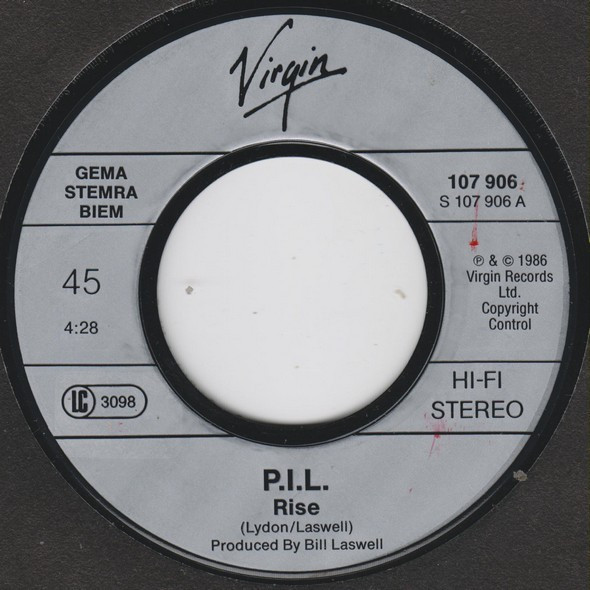 Virgin
GEMA
STEMRA
BIEM
107 906
S 107 906 A
45
4:28
℗ & © 1986
Virgin Records
Ltd.
Copyright
Control
LC 3098
HI-FI
STEREO
P.I.L.
Rise
(Lydon/Laswell)
Produced By Bill Laswell